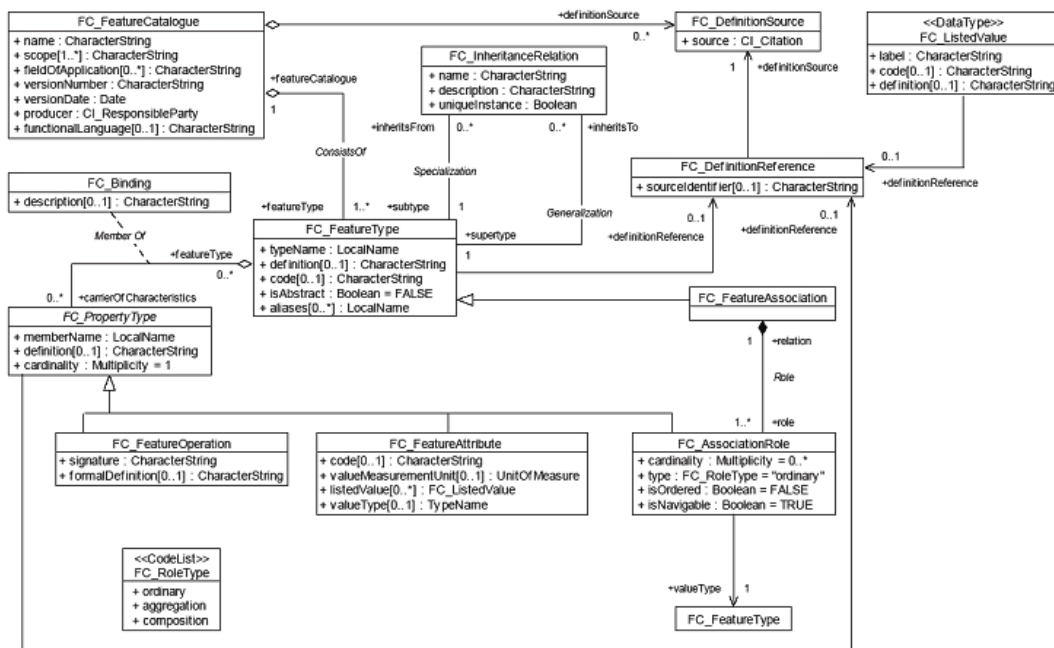 FC_FeatureCatalogue
+ name : CharacterString
+ scope[1..*] : CharacterString
+ fieldOfApplication[0..*] : CharacterString
+ versionNumber : CharacterString
+ versionDate : Date
+ producer : CI_ResponsibleParty
+ functionalLanguage[0..1] : CharacterString
+definitionSource
0..*
FC_DefinitionSource
+ source : CI_Citation
<<DataType>>
FC_ListedValue
+ label : CharacterString
+ code[0..1] : CharacterString
+ definition[0..1] : CharacterString
FC_InheritanceRelation
+ name : CharacterString
+ description : CharacterString
+ uniqueInstance : Boolean
+featureCatalogue
1
1
+definitionSource
+inheritsFrom
0..*
0..*
+inheritsTo
ConsistsOf
Specialization
Generalization
0..1
+definitionReference
FC_DefinitionReference
+ sourceIdentifier[0..1] : CharacterString
FC_Binding
+ description[0..1] : CharacterString
Member Of
+featureType
1..*
+subtype
1
+supertype
1
0..1
+definitionReference
0..1
+definitionReference
FC_FeatureType
+ typeName : LocalName
+ definition[0..1] : CharacterString
+ code[0..1] : CharacterString
+ isAbstract : Boolean = FALSE
+ aliases[0..*] : LocalName
+featureType
0..*
0..*
+carrierOfCharacteristics
FC_PropertyType
+ memberName : LocalName
+ definition[0..1] : CharacterString
+ cardinality : Multiplicity = 1
FC_FeatureAssociation
1
+relation
Role
1..*
+role
FC_FeatureOperation
+ signature : CharacterString
+ formalDefinition[0..1] : CharacterString
FC_FeatureAttribute
+ code[0..1] : CharacterString
+ valueMeasurementUnit[0..1] : UnitOfMeasure
+ listedValue[0..*] : FC_ListedValue
+ valueType[0..1] : TypeName
FC_AssociationRole
+ cardinality : Multiplicity = 0..*
+ type : FC_RoleType = "ordinary"
+ isOrdered : Boolean = FALSE
+ isNavigable : Boolean = TRUE
<<CodeList>>
FC_RoleType
+ ordinary
+ aggregation
+ composition
+valueType
1
FC_FeatureType